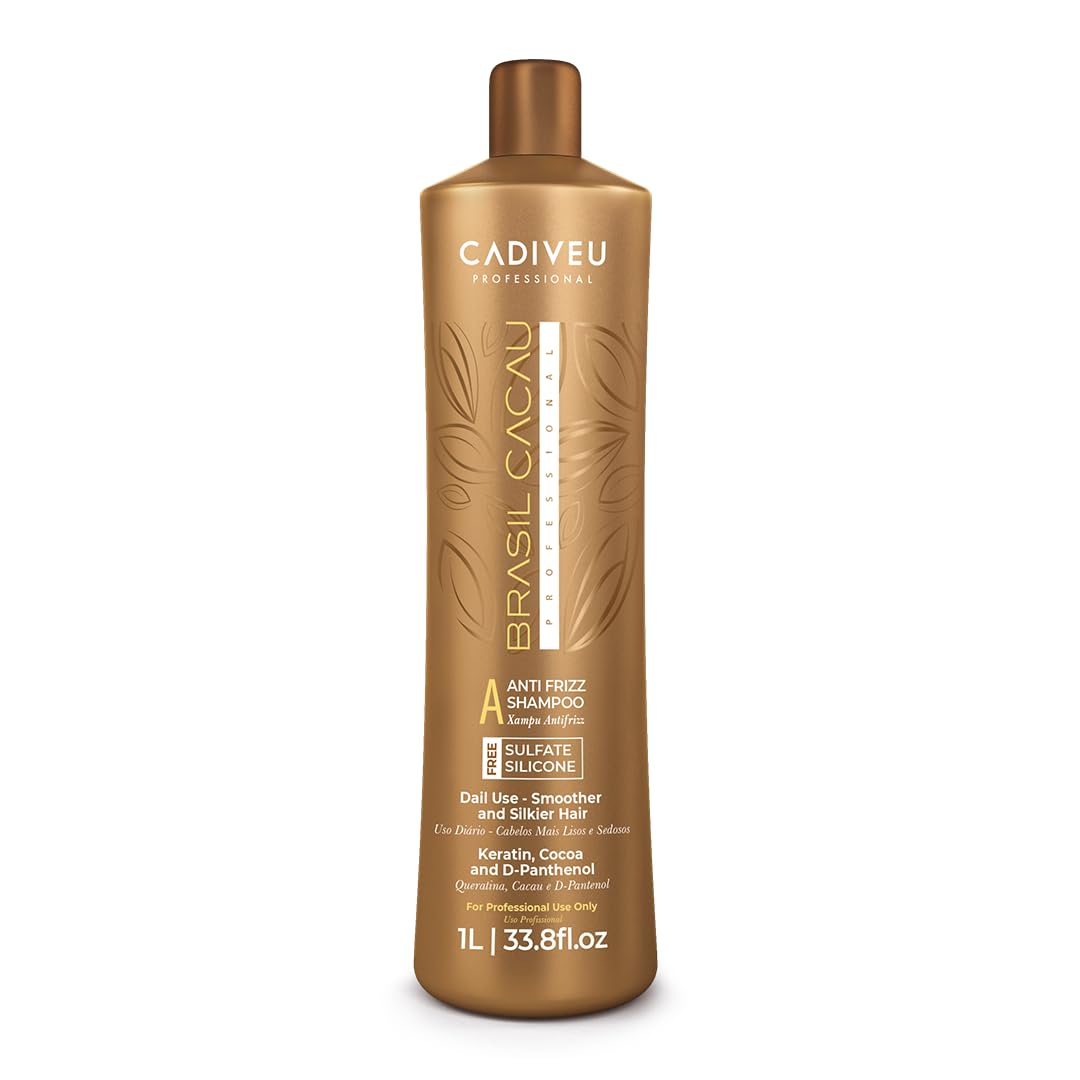 CADIVEU
PROFESSIONAL
BRASIL CACAU
PROFESSIONAL
A ANTI FRIZZ
SHAMPOO
Xampu Antifrizz
FREE
SULFATE
SILICONE
Dail Use - Smoother
and Silkier Hair
Uso Diário - Cabelos Mais Lisos e Sedosos
Keratin, Cocoa
and D-Panthenol
Queratina, Cacau e D-Pantenol
For Professional Use Only
Uso Profissional
1L | 33.8fl.oz